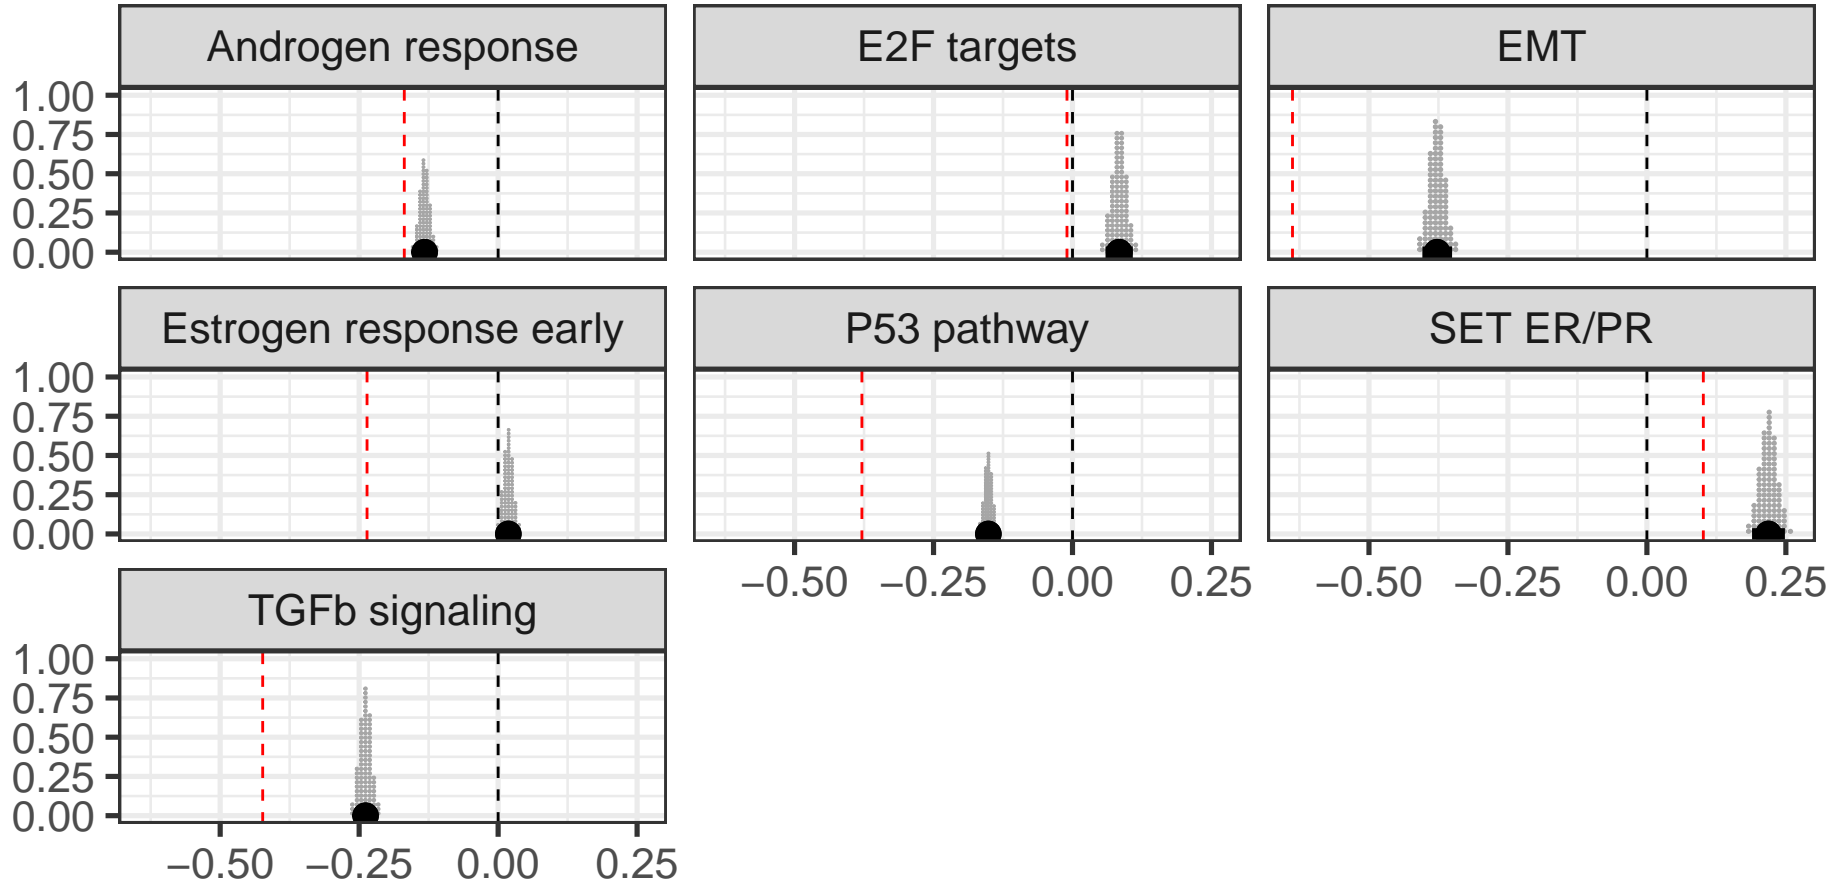 Androgen response
E2F targets
EMT
1.00
0.75
0.50
0.25
0.00
Estrogen response early
P53 pathway
SET ER/PR
1.00
0.75
0.50
0.25
0.00
−0.50 −0.25 0.00 0.25
−0.50 −0.25 0.00 0.25
TGFb signaling
1.00
0.75
0.50
0.25
0.00
−0.50 −0.25 0.00 0.25